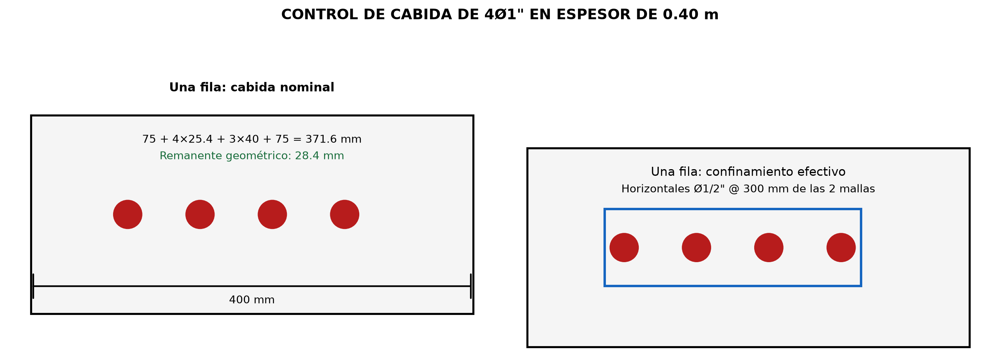 CONTROL DE CABIDA DE 4Ø1" EN ESPESOR DE 0.40 m
Una fila: cabida nominal
75 + 4×25.4 + 3×40 + 75 = 371.6 mm
Remanente geométrico: 28.4 mm
400 mm
Una fila: confinamiento efectivo
Horizontales Ø1/2" @ 300 mm de las 2 mallas